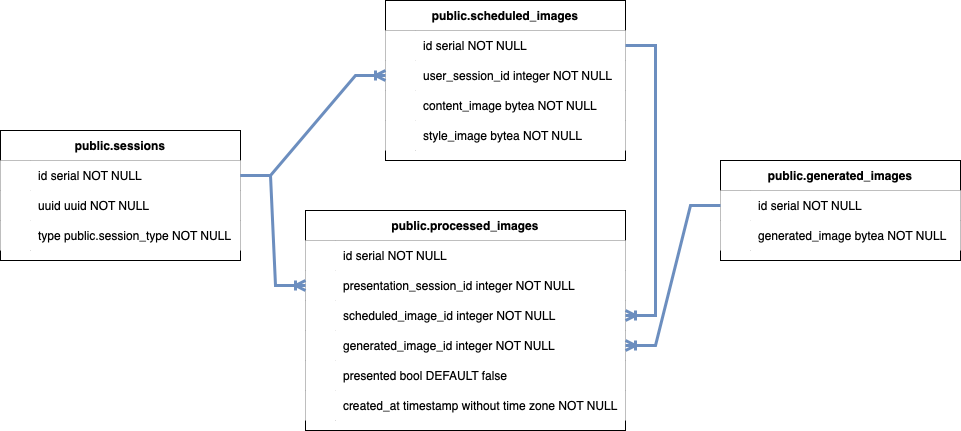 public.scheduled_images
id serial NOT NULL
user_session_id integer NOT NULL
content_image bytea NOT NULL
style_image bytea NOT NULL
public.sessions
id serial NOT NULL
uuid uuid NOT NULL
type public.session_type NOT NULL
public.processed_images
id serial NOT NULL
presentation_session_id integer NOT NULL
scheduled_image_id integer NOT NULL
generated_image_id integer NOT NULL
presented bool DEFAULT false
created_at timestamp without time zone NOT NULL
public.generated_images
id serial NOT NULL
generated_image bytea NOT NULL